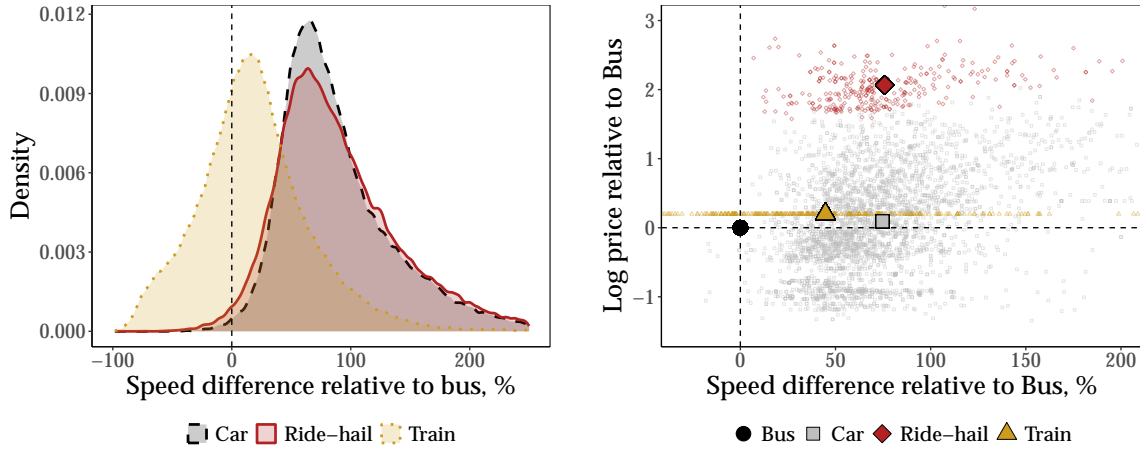 0.012
0.009
0.006
0.003
0.000
Density
−100
0
100
200
Speed difference relative to bus, %
Car
Ride−hail
Train
3
2
1
0
−1
Log price relative to Bus
0
50
100
150
200
Speed difference relative to Bus, %
Bus
Car
Ride−hail
Train